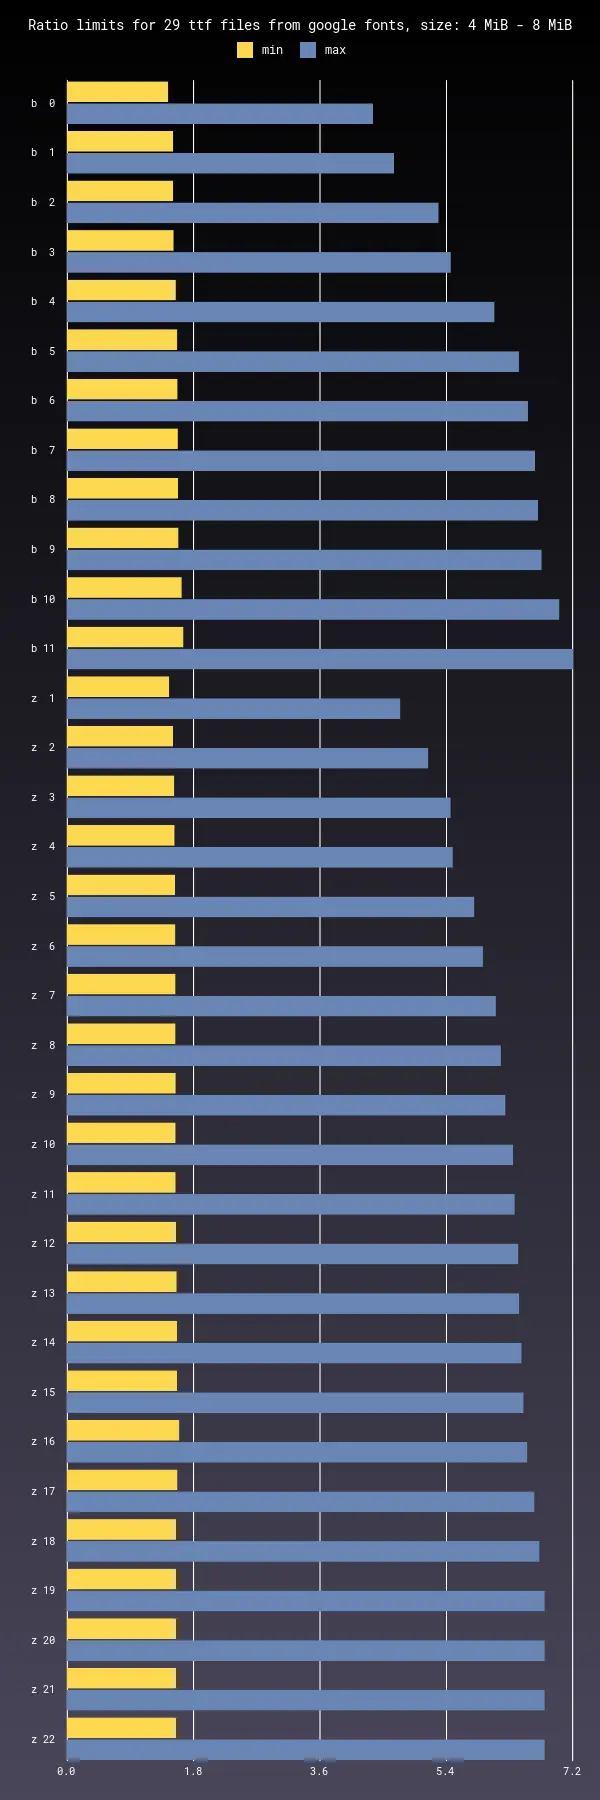 Ratio limits for 29 ttf files from google fonts, size: 4 MiB - 8 MiB
min max
b 0
b 1
b 2
b 3
b 4
b 5
b 6
b 7
b 8
b 9
b 10
b 11
z 1
z 2
z 3
z 4
z 5
z 6
z 7
z 8
z 9
z 10
z 11
z 12
z 13
z 14
z 15
z 16
z 17
z 18
z 19
z 20
z 21
z 22
0.0 1.8 3.6 5.4 7.2